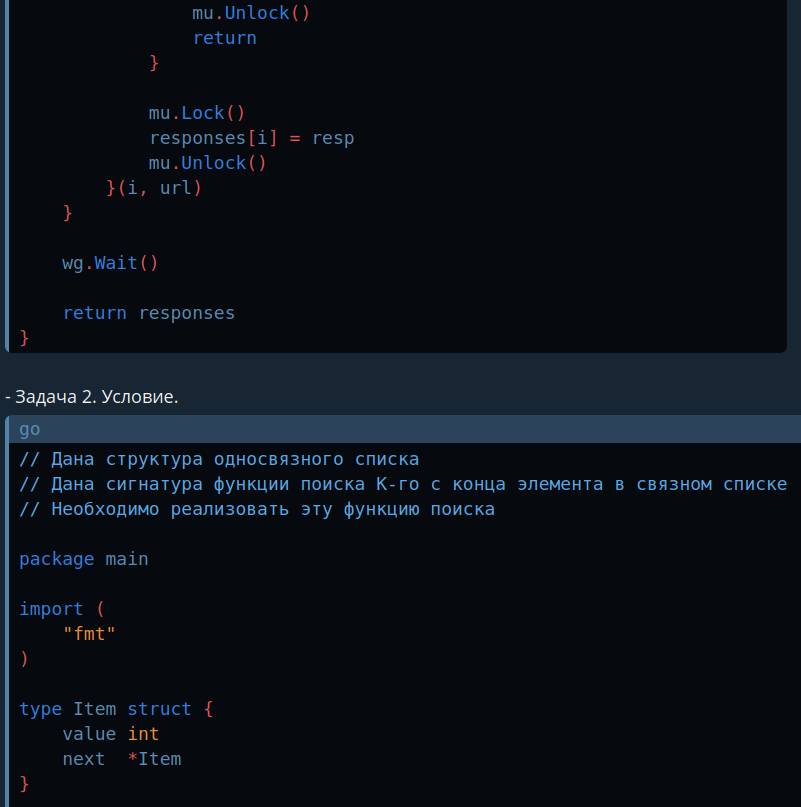 mu.Unlock()
return
}
mu.Lock()
responses[i] = resp
mu.Unlock()
}(i, url)
}
wg.Wait()
return responses
}
- Задача 2. Условие.
go
// Дана структура односвязного списка
// Дана сигнатура функции поиска К-го с конца элемента в связном списке
// Необходимо реализовать эту функцию поиска
package main
import (
"fmt"
)
type Item struct {
value int
next  *Item
}